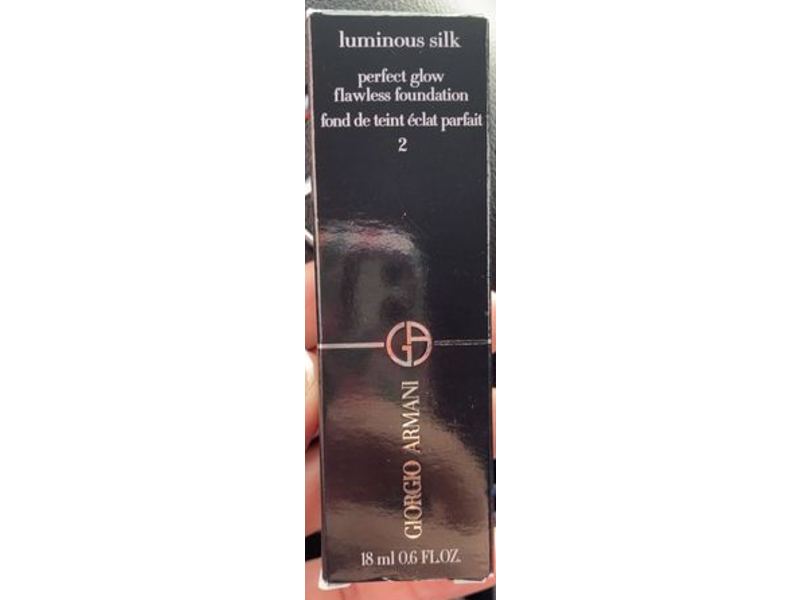 luminous silk
perfect glow
flawless foundation
fond de teint éclat parfait
2
GA
GIORGIO ARMANI
18 ml 0.6 FL.OZ.